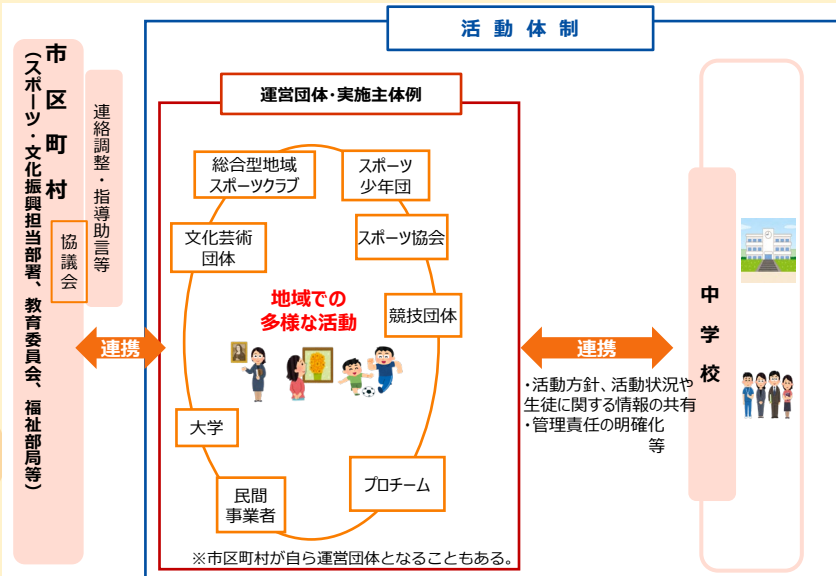 活動体制
市区町村
（スポーツ・文化振興担当部署、教育委員会、福祉部局等）
連絡調整・指導助言等
協議会
連携
運営団体・実施主体例
総合型地域
スポーツクラブ
スポーツ
少年団
文化芸術
団体
スポーツ協会
競技団体
地域での
多様な活動
大学
民間
事業者
プロチーム
※市区町村が自ら運営団体となることもある。
連携
・活動方針、活動状況や
生徒に関する情報の共有
・管理責任の明確化
等
中学校